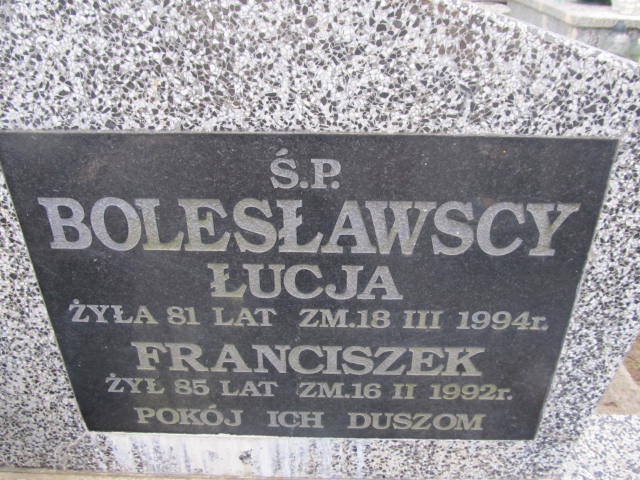 Ś.P.
BOLESŁAWSCY
ŁUCJA
ŻYŁA 81 LAT ZM.18 III 1994r.
FRANCISZEK
ŻYŁ 85 LAT ZM.16 II 1992r.
POKÓJ ICH DUSZOM